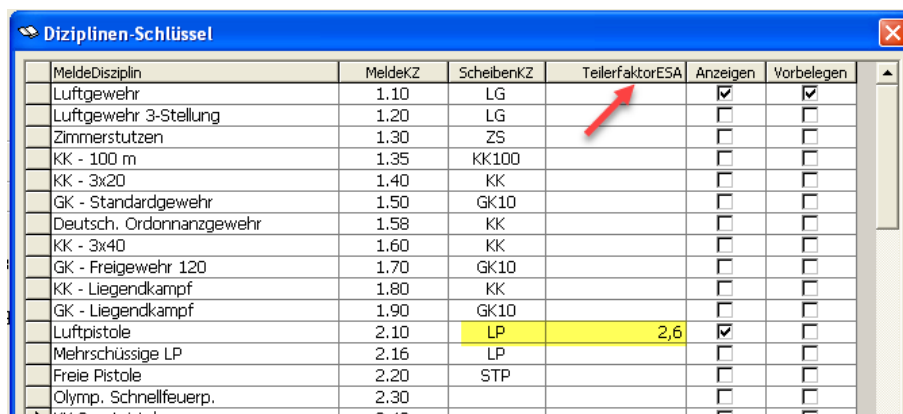 Diziplinen-Schlüssel
MeldeDisziplin MeldeKZ ScheibenKZ TeilerfaktorESA Anzeigen Vorbelegen
Luftgewehr 1.10 LG
Luftgewehr 3-Stellung 1.20 LG
Zimmerstutzen 1.30 ZS
KK - 100 m 1.35 KK100
KK - 3x20 1.40 KK
GK - Standardgewehr 1.50 GK10
Deutsch. Ordonnanzgewehr 1.58 KK
KK - 3x40 1.60 KK
GK - Freigewehr 120 1.70 GK10
KK - Liegendkampf 1.80 KK
GK - Liegendkampf 1.90 GK10
Luftpistole 2.10 LP 2,6
Mehrschüssige LP 2.16 LP
Freie Pistole 2.20 STP
Olymp. Schnellfeuerp. 2.30